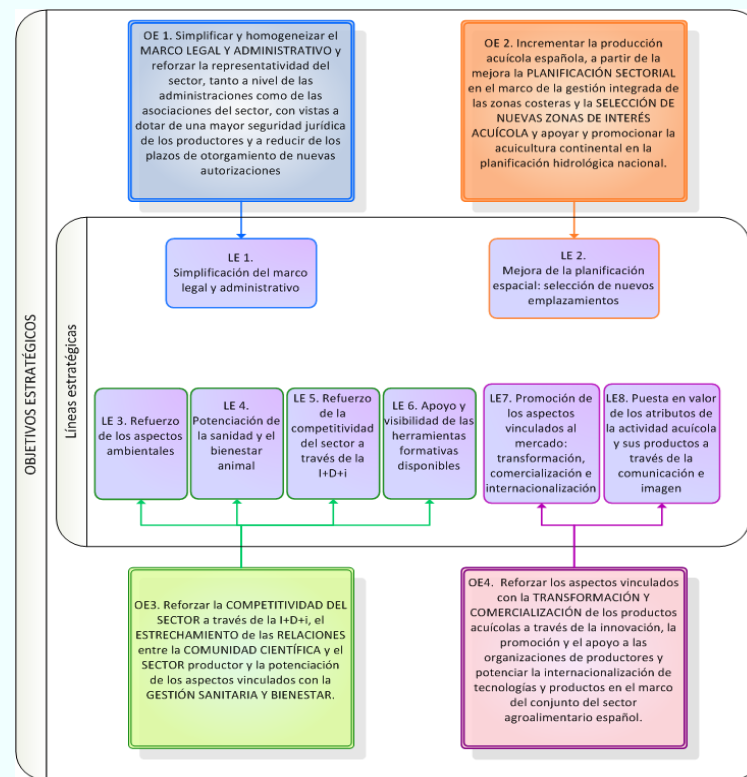 OE 1. Simplificar y homogeneizar el
MARCO LEGAL Y ADMINISTRATIVO y
reforzar la representatividad del
sector, tanto a nivel de las
administraciones como de las
asociaciones del sector, con vistas a
dotar de una mayor seguridad jurídica
de los productores y a reducir de los
plazos de otorgamiento de nuevas
autorizaciones
OE 2. Incrementar la producción
acuícola española, a partir de la
mejora la PLANIFICACIÓN SECTORIAL
en el marco de la gestión integrada de
las zonas costeras y la SELECCIÓN DE
NUEVAS ZONAS DE INTERÉS
ACUÍCOLA y apoyar y promocionar la
acuicultura continental en la
planificación hidrológica nacional.
OBJETIVOS ESTRATÉGICOS
Líneas estratégicas
LE 1.
Simplificación del marco
legal y administrativo
LE 2.
Mejora de la planificación
espacial: selección de nuevos
emplazamientos
LE 3. Refuerzo
de los aspectos
ambientales
LE 4.
Potenciación de
la sanidad y el
bienestar
animal
LE 5. Refuerzo
de la
competitividad
del sector a
través de la
I+D+i
LE 6. Apoyo y
visibilidad de las
herramientas
formativas
disponibles
LE7. Promoción de
los aspectos
vinculados al
mercado:
transformación,
comercialización e
internacionalización
LE8. Puesta en valor
de los atributos de
la actividad acuícola
y sus productos a
través de la
comunicación e
imagen
OE3. Reforzar la COMPETITIVIDAD DEL
SECTOR a través de la I+D+i, el
ESTRECHAMIENTO de las RELACIONES
entre la COMUNIDAD CIENTÍFICA y el
SECTOR productor y la potenciación
de los aspectos vinculados con la
GESTIÓN SANITARIA Y BIENESTAR.
OE4. Reforzar los aspectos vinculados
con la TRANSFORMACIÓN Y
COMERCIALIZACIÓN de los productos
acuícolas a través de la innovación, la
promoción y el apoyo a las
organizaciones de productores y
potenciar la internacionalización de
tecnologías y productos en el marco
del conjunto del sector
agroalimentario español.